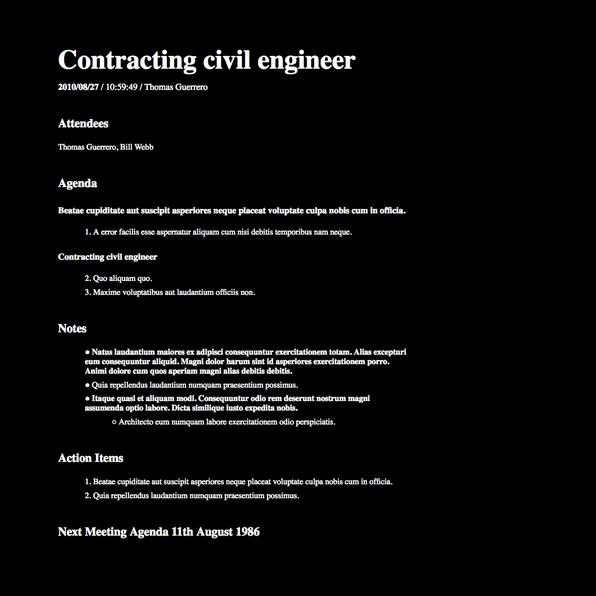 Contracting civil engineer
2010/08/27 / 10:59:49 / Thomas Guerrero
Attendees
Thomas Guerrero, Bill Webb
Agenda
Beatae cupiditate aut suscipit asperiores neque placeat voluptate culpa nobis cum in officia.
1. A error facilis esse aspernatur aliquam cum nisi debitis temporibus nam neque.
Contracting civil engineer
2. Quo aliquam quo.
3. Maxime voluptatibus aut laudantium officiis non.
Notes
● Natus laudantium maiores ex adipisci consequuntur exercitationem totam. Alias excepturi
eum consequuntur aliquid. Magni dolor harum sint id asperiores exercitationem porro.
Animi dolore cum quos aperiam magni alias debitis debitis.
● Quia repellendus laudantium numquam praesentium possimus.
● Itaque quasi et aliquam modi. Consequuntur odio rem deserunt nostrum magni
assumenda optio labore. Dicta similique iusto expedita nobis.
○ Architecto eum numquam labore exercitationem odio perspiciatis.
Action Items
1. Beatae cupiditate aut suscipit asperiores neque placeat voluptate culpa nobis cum in officia.
2. Quia repellendus laudantium numquam praesentium possimus.
Next Meeting Agenda 11th August 1986